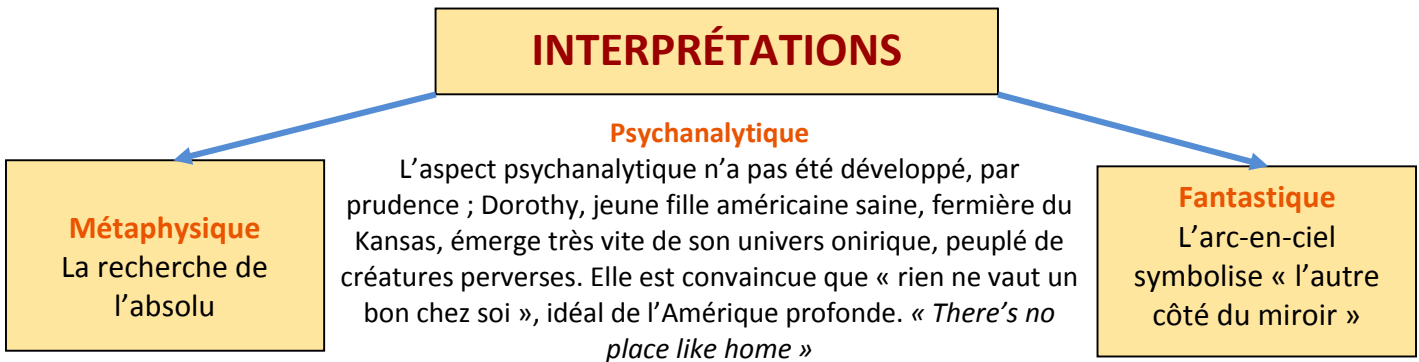 INTERPRÉTATIONS
Métaphysique
La recherche de
l’absolu
Psychanalytique
L’aspect psychanalytique n’a pas été développé, par
prudence ; Dorothy, jeune fille américaine saine, fermière du
Kansas, émerge très vite de son univers onirique, peuplé de
créatures perverses. Elle est convaincue que « rien ne vaut un
bon chez soi », idéal de l’Amérique profonde. « There’s no
place like home »
Fantastique
L’arc-en-ciel
symbolise « l’autre
côté du miroir »